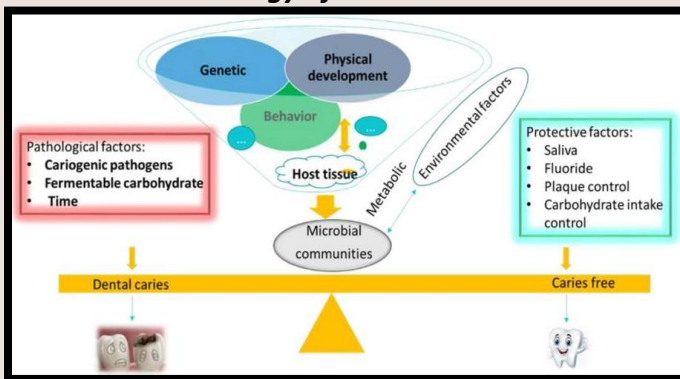 Genetic
Physical
development
Behavior
...
...
Host tissue
Metabolic
Environmental factors
Pathological factors:
• Cariogenic pathogens
• Fermentable carbohydrate
• Time
Protective factors:
• Saliva
• Fluoride
• Plaque control
• Carbohydrate intake
control
Microbial
communities
Dental caries
Caries free